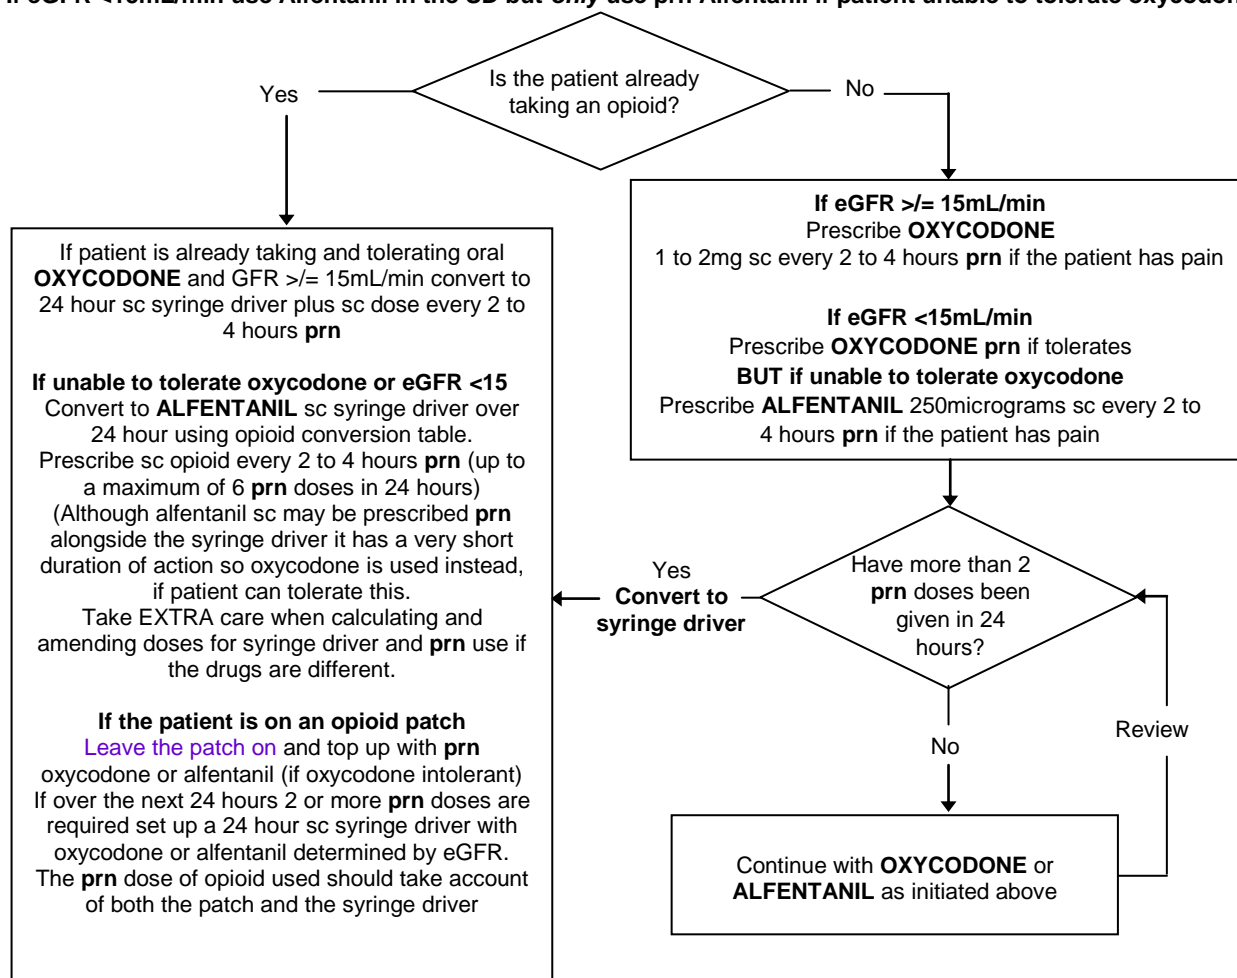 If eGFR <15mL/min use Alfentanil in the SD but only use prn Alfentanil if patient unable to tolerate oxycodone
Is the patient already
taking an opioid?
Yes
No
If eGFR >/= 15mL/min
Prescribe OXYCODONE
1 to 2mg sc every 2 to 4 hours prn if the patient has pain
If eGFR <15mL/min
Prescribe OXYCODONE prn if tolerates
BUT if unable to tolerate oxycodone
Prescribe ALFENTANIL 250micrograms sc every 2 to
4 hours prn if the patient has pain
If patient is already taking and tolerating oral
OXYCODONE and GFR >/= 15mL/min convert to
24 hour sc syringe driver plus sc dose every 2 to
4 hours prn
If unable to tolerate oxycodone or eGFR <15
Convert to ALFENTANIL sc syringe driver over
24 hour using opioid conversion table.
Prescribe sc opioid every 2 to 4 hours prn (up to
a maximum of 6 prn doses in 24 hours)
(Although alfentanil sc may be prescribed prn
alongside the syringe driver it has a very short
duration of action so oxycodone is used instead,
if patient can tolerate this.
Take EXTRA care when calculating and
amending doses for syringe driver and prn use if
the drugs are different.
If the patient is on an opioid patch
Leave the patch on and top up with prn
oxycodone or alfentanil (if oxycodone intolerant)
If over the next 24 hours 2 or more prn doses are
required set up a 24 hour sc syringe driver with
oxycodone or alfentanil determined by eGFR.
The prn dose of opioid used should take account
of both the patch and the syringe driver
Have more than 2
prn doses been
given in 24
hours?
Yes
Convert to
syringe driver
No
Review
Continue with OXYCODONE or
ALFENTANIL as initiated above